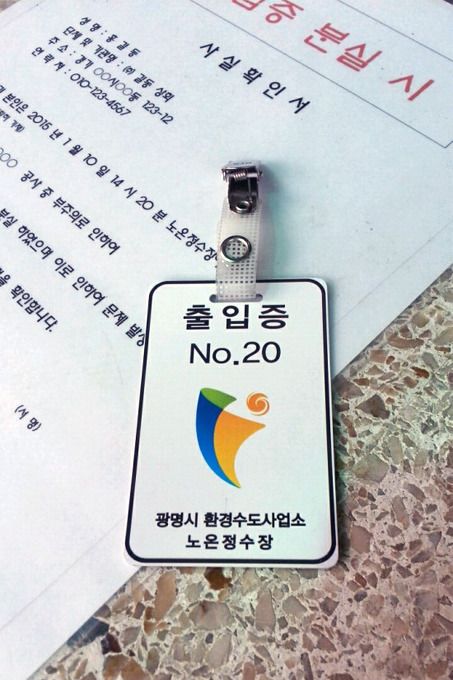 입증 분실 시
사실확인서
성 명 : 홍 길 동
단체 및 기관명 : ㈜ 길동 상회
주 소 : 경기 ○○시○○동 123-12
연 락 처 : 010-123-4567
본인은 2015 년 1 월 10 일 14 시 20 분 노온정수장
공사 중 부주의로 인하여
분실 하였으며 이로 인하여 문제 발생
확인합니다.
(서 명)
출입증
No.20
광명시 환경수도사업소
노온정수장